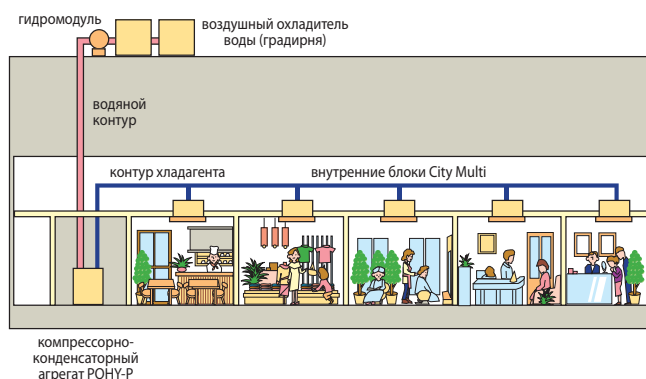 гидромодуль
воздушный охладитель
воды (градирня)
водяной
контур
контур хладагента
внутренние блоки City Multi
компрессорно-
конденсаторный
агрегат PQHY-P